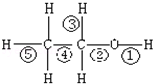 H H
③
H C C O H
⑤ ④ ② ①
H H